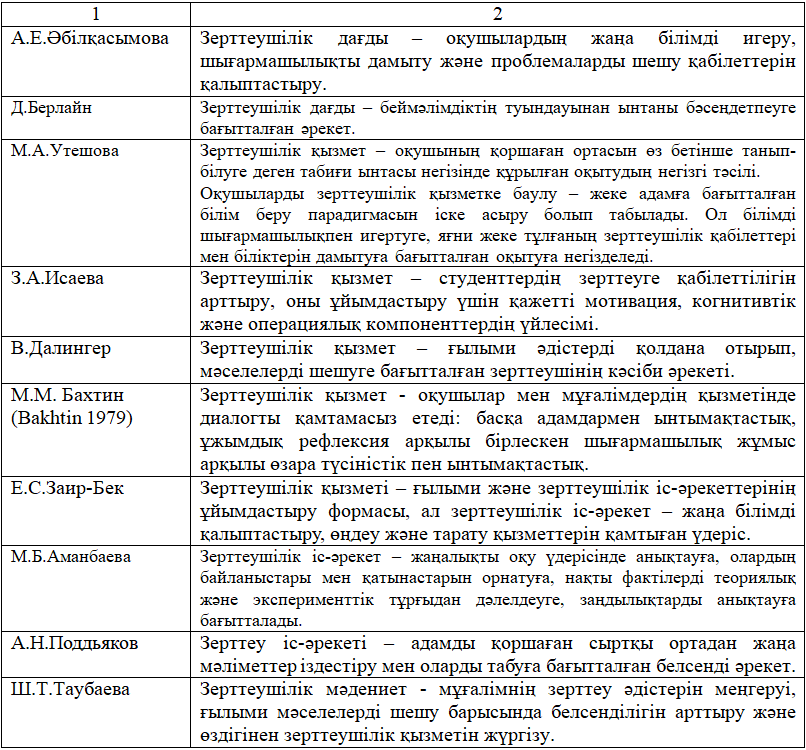 1
2
А.Е.Әбілқасымова
Зерттеушілік дағды – оқушылардың жаңа білімді игеру,
шығармашылықты дамыту және проблемаларды шешу қабілеттерін
қалыптастыру.
Д.Берлайн
Зерттеушілік дағды – беймәлімдіктің туындауынан ынтаны бәсеңдетпеуге
бағытталған әрекет.
М.А.Утешова
Зерттеушілік қызмет – оқушының қоршаған ортасын өз бетінше танып-
білуге деген табиғи ынтасы негізінде құрылған оқытудың негізгі тәсілі.
Оқушыларды зерттеушілік қызметке баулу – жеке адамға бағытталған
білім беру парадигмасын іске асыру болып табылады. Ол білімді
шығармашылықпен игертуге, яғни жеке тұлғаның зерттеушілік қабілеттері
мен біліктерін дамытуға бағытталған оқытуға негізделеді.
З.А.Исаева
Зерттеушілік қызмет – студенттердің зерттеуге қабілеттілігін
арттыру, оны ұйымдастыру үшін қажетті мотивация, когнитивтік
және операциялық компоненттердің үйлесімі.
В.Далингер
Зерттеушілік қызмет – ғылыми әдістерді қолдана отырып,
мәселелерді шешуге бағытталған зерттеушінің кәсіби әрекеті.
М.М. Бахтин
(Bakhtin 1979)
Зерттеушілік қызмет - оқушылар мен мұғалімдердің қызметінде
диалогты қамтамасыз етеді: басқа адамдармен ынтымақтастық,
ұжымдық рефлексия арқылы бірлескен шығармашылық жұмыс
арқылы өзара түсіністік пен ынтымақтастық.
Е.С.Заир-Бек
Зерттеушілік қызметі – ғылыми және зерттеушілік іс-әрекеттерінің
ұйымдастыру формасы, ал зерттеушілік іс-әрекет – жаңа білімді
қалыптастыру, өңдеу және тарату қызметтерін қамтыған үдеріс.
М.Б.Аманбаева
Зерттеушілік іс-әрекет – жаңалықты оқу үдерісінде анықтауға, олардың
байланыстары мен қатынастарын орнатуға, нақты фактілерді теориялық
және эксперименттік тұрғыдан дәлелдеуге, заңдылықтарды анықтауға
бағытталады.
А.Н.Поддьяков
Зерттеу іс-әрекеті – адамды қоршаған сыртқы ортадан жаңа
мәліметтер іздестіру мен оларды табуға бағытталған белсенді әрекет.
Ш.Т.Таубаева
Зерттеушілік мәдениет - мұғалімнің зерттеу әдістерін меңгеруі,
ғылыми мәселелерді шешу барысында белсенділігін арттыру және
өздігінен зерттеушілік қызметін жүргізу.